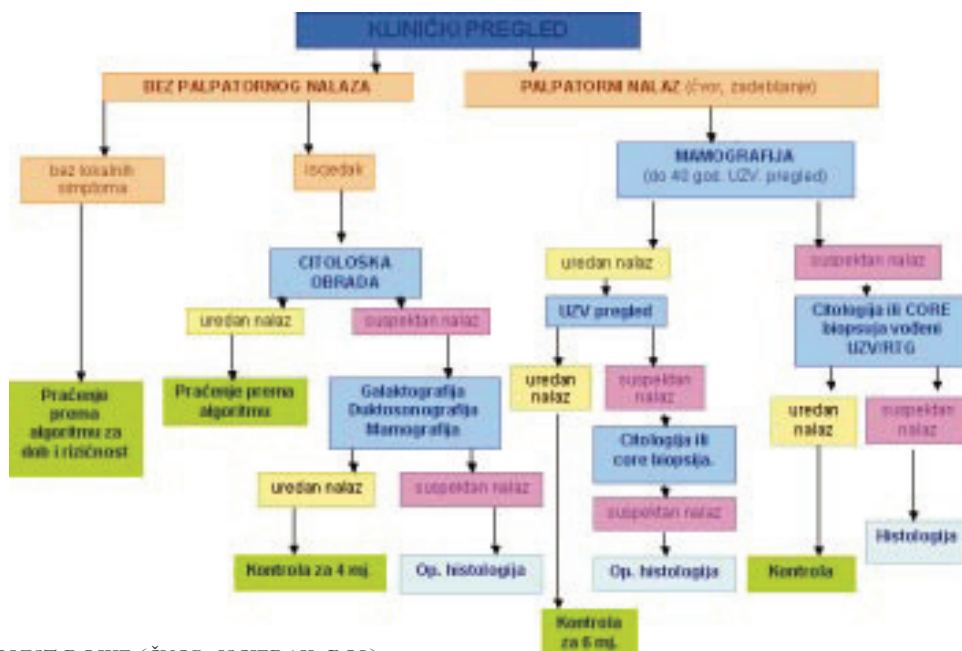 KLINIČKI PREGLED
BEZ PALPATORNOG NALAZA
PALPATORNI NALAZ (čvor, zadebljanje)
bez lokalnih
simptoma
iscjedak
MAMOGRAFIJA
(do 40 god. UZV. pregled)
CITOLOŠKA
OBRADA
uredan nalaz
suspektan nalaz
uredan nalaz
suspektan nalaz
UZV pregled
Citologija ili CORE
biopsuja vođeni
UZV/RTG
Praćenje
prema
algoritmu za
dob i rizičnost
Praćenje prema
algoritmu
Galaktografija
Duktosonografija
Mamografija
uredan
nalaz
suspektan
nalaz
uredan
nalaz
suspektan
nalaz
Citologija ili
core biopsija.
uredan nalaz
suspektan nalaz
suspektan nalaz
Kontrola za 4 mj.
Op. histologija
Op. histologija
Kontrola
Histologija
Kontrola
za 6 mj.